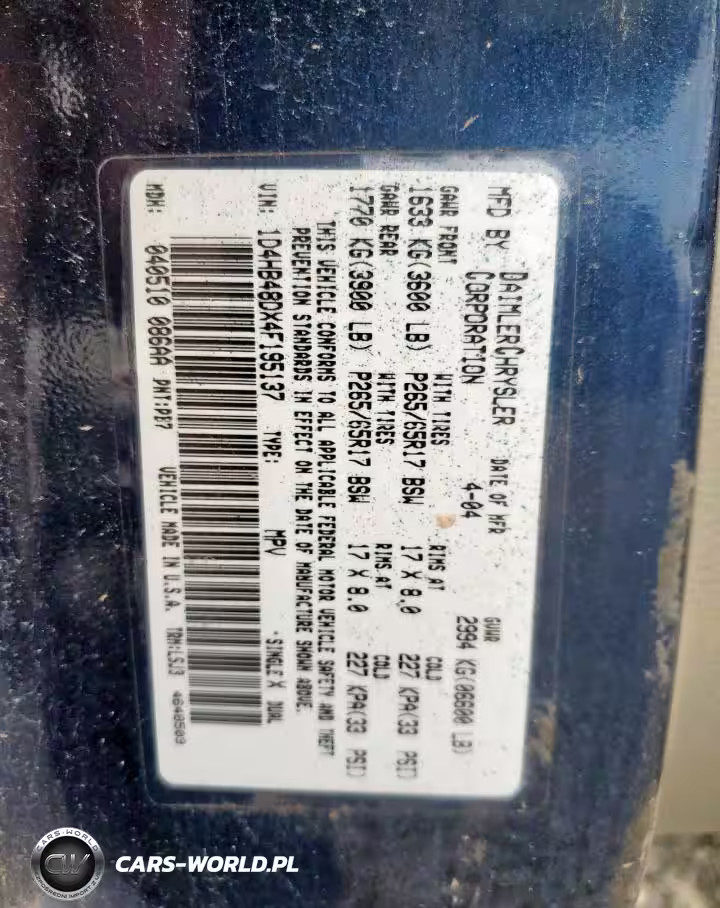 MFD BY: DAIMLERCHRYSLER DATE OF MFR GVWR
CORPORATION 4-04 2994 KG(06600 LB)
GAWR FRONT WITH TIRES RIMS AT COLD
1633 KG(3600 LB) P265/65R17 BSW 17 X 8.0 227 KPA(33 PSI)
GAWR REAR WITH TIRES RIMS AT COLD
1770 KG(3900 LB) P265/65R17 BSW 17 X 8.0 227 KPA(33 PSI)
THIS VEHICLE CONFORMS TO ALL APPLICABLE FEDERAL MOTOR VEHICLE SAFETY AND THEFT
PREVENTION STANDARDS IN EFFECT ON THE DATE OF MANUFACTURE SHOWN ABOVE.
VIN: 1D4HB48DX4F195137 TYPE: MPV SINGLE X DUAL
MDH: 040510 086AA PNT:PB7 VEHICLE MADE IN U.S.A. TRM:L5J3 4648503
CARS-WORLD
CW
CARS-WORLD.PL